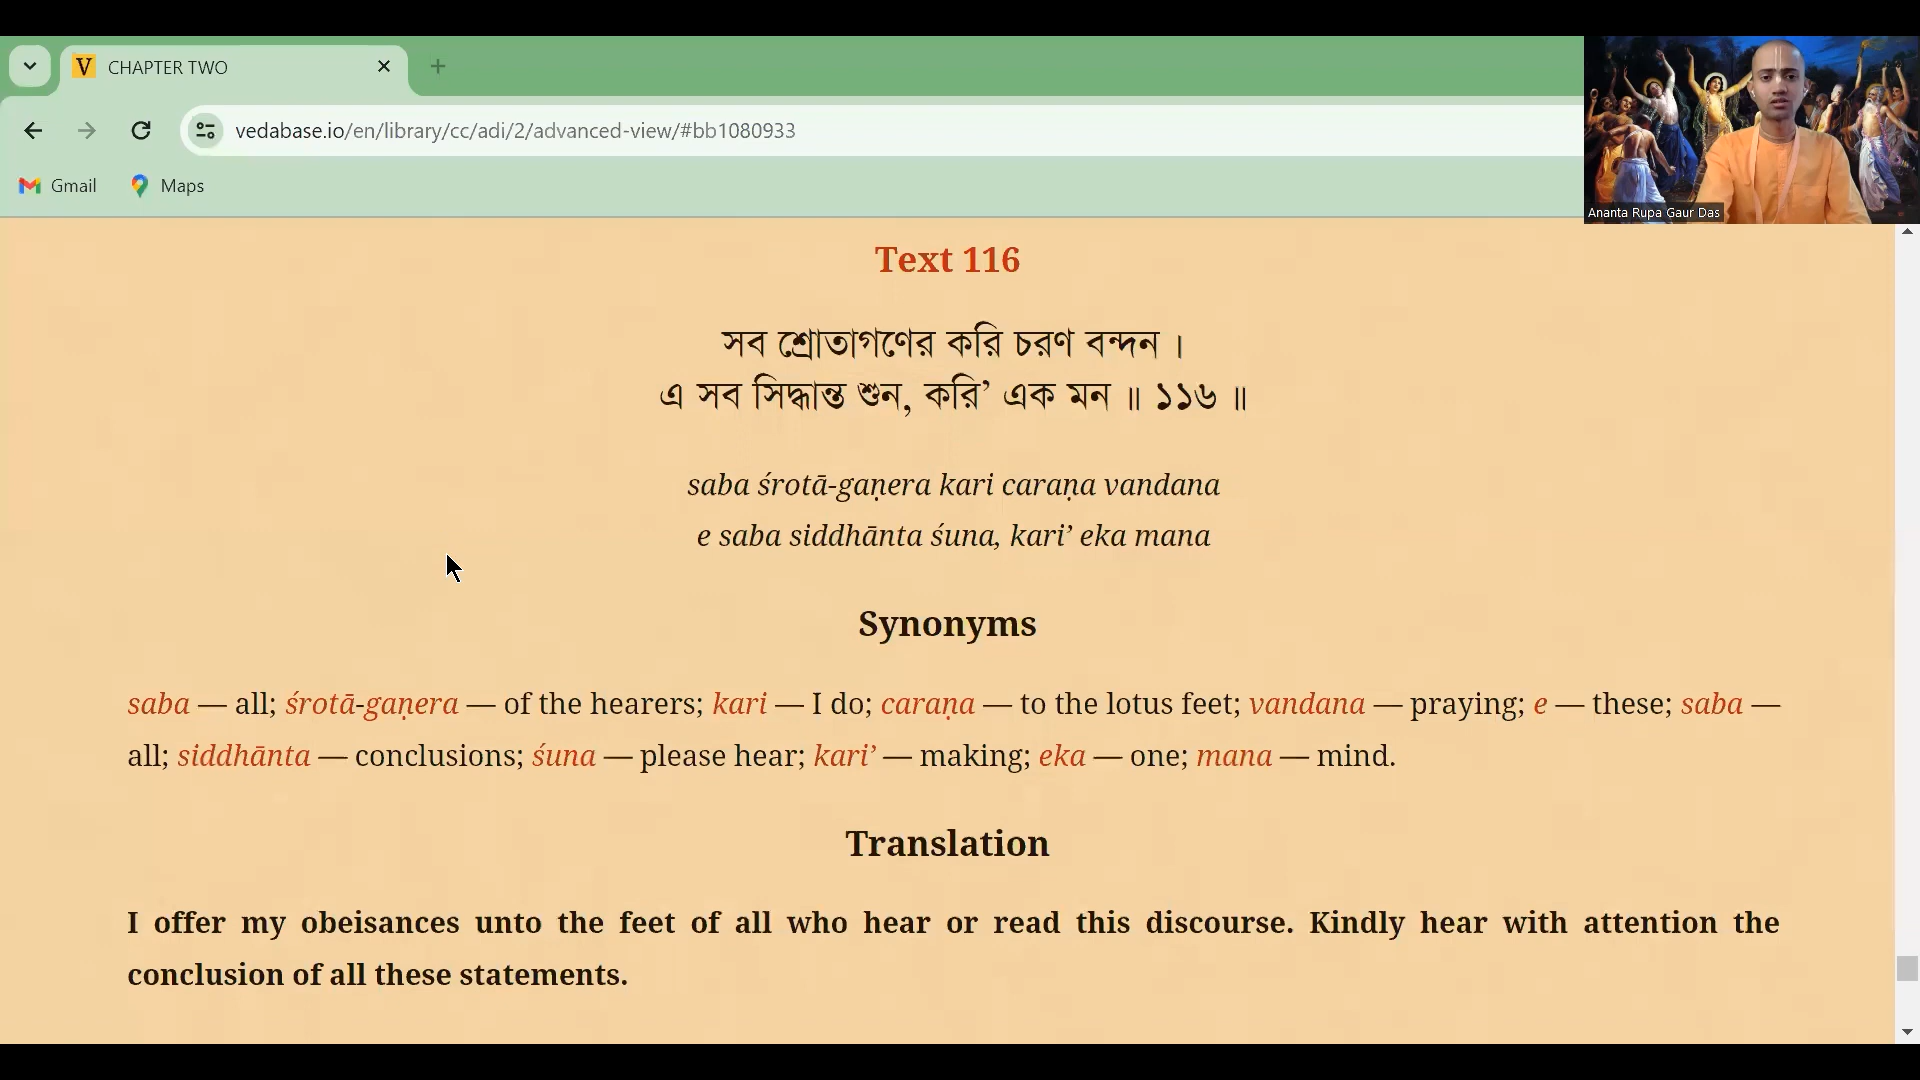 CHAPTER TWO
vedabase.io/en/library/cc/adi/2/advanced-view/#bb1080933
Gmail Maps
Ananta Rupa Gaur Das
Text 116
সব শ্রোতাগণের করি চরণ বন্দন ।
এ সব সিদ্ধান্ত শুন, করি’ এক মন ॥ ১১৬ ॥
saba śrotā-gaṇera kari caraṇa vandana
e saba siddhānta śuna, kari’ eka mana
Synonyms
saba — all; śrotā-gaṇera — of the hearers; kari — I do; caraṇa — to the lotus feet; vandana — praying; e — these; saba —
all; siddhānta — conclusions; śuna — please hear; kari’ — making; eka — one; mana — mind.
Translation
I offer my obeisances unto the feet of all who hear or read this discourse. Kindly hear with attention the
conclusion of all these statements.